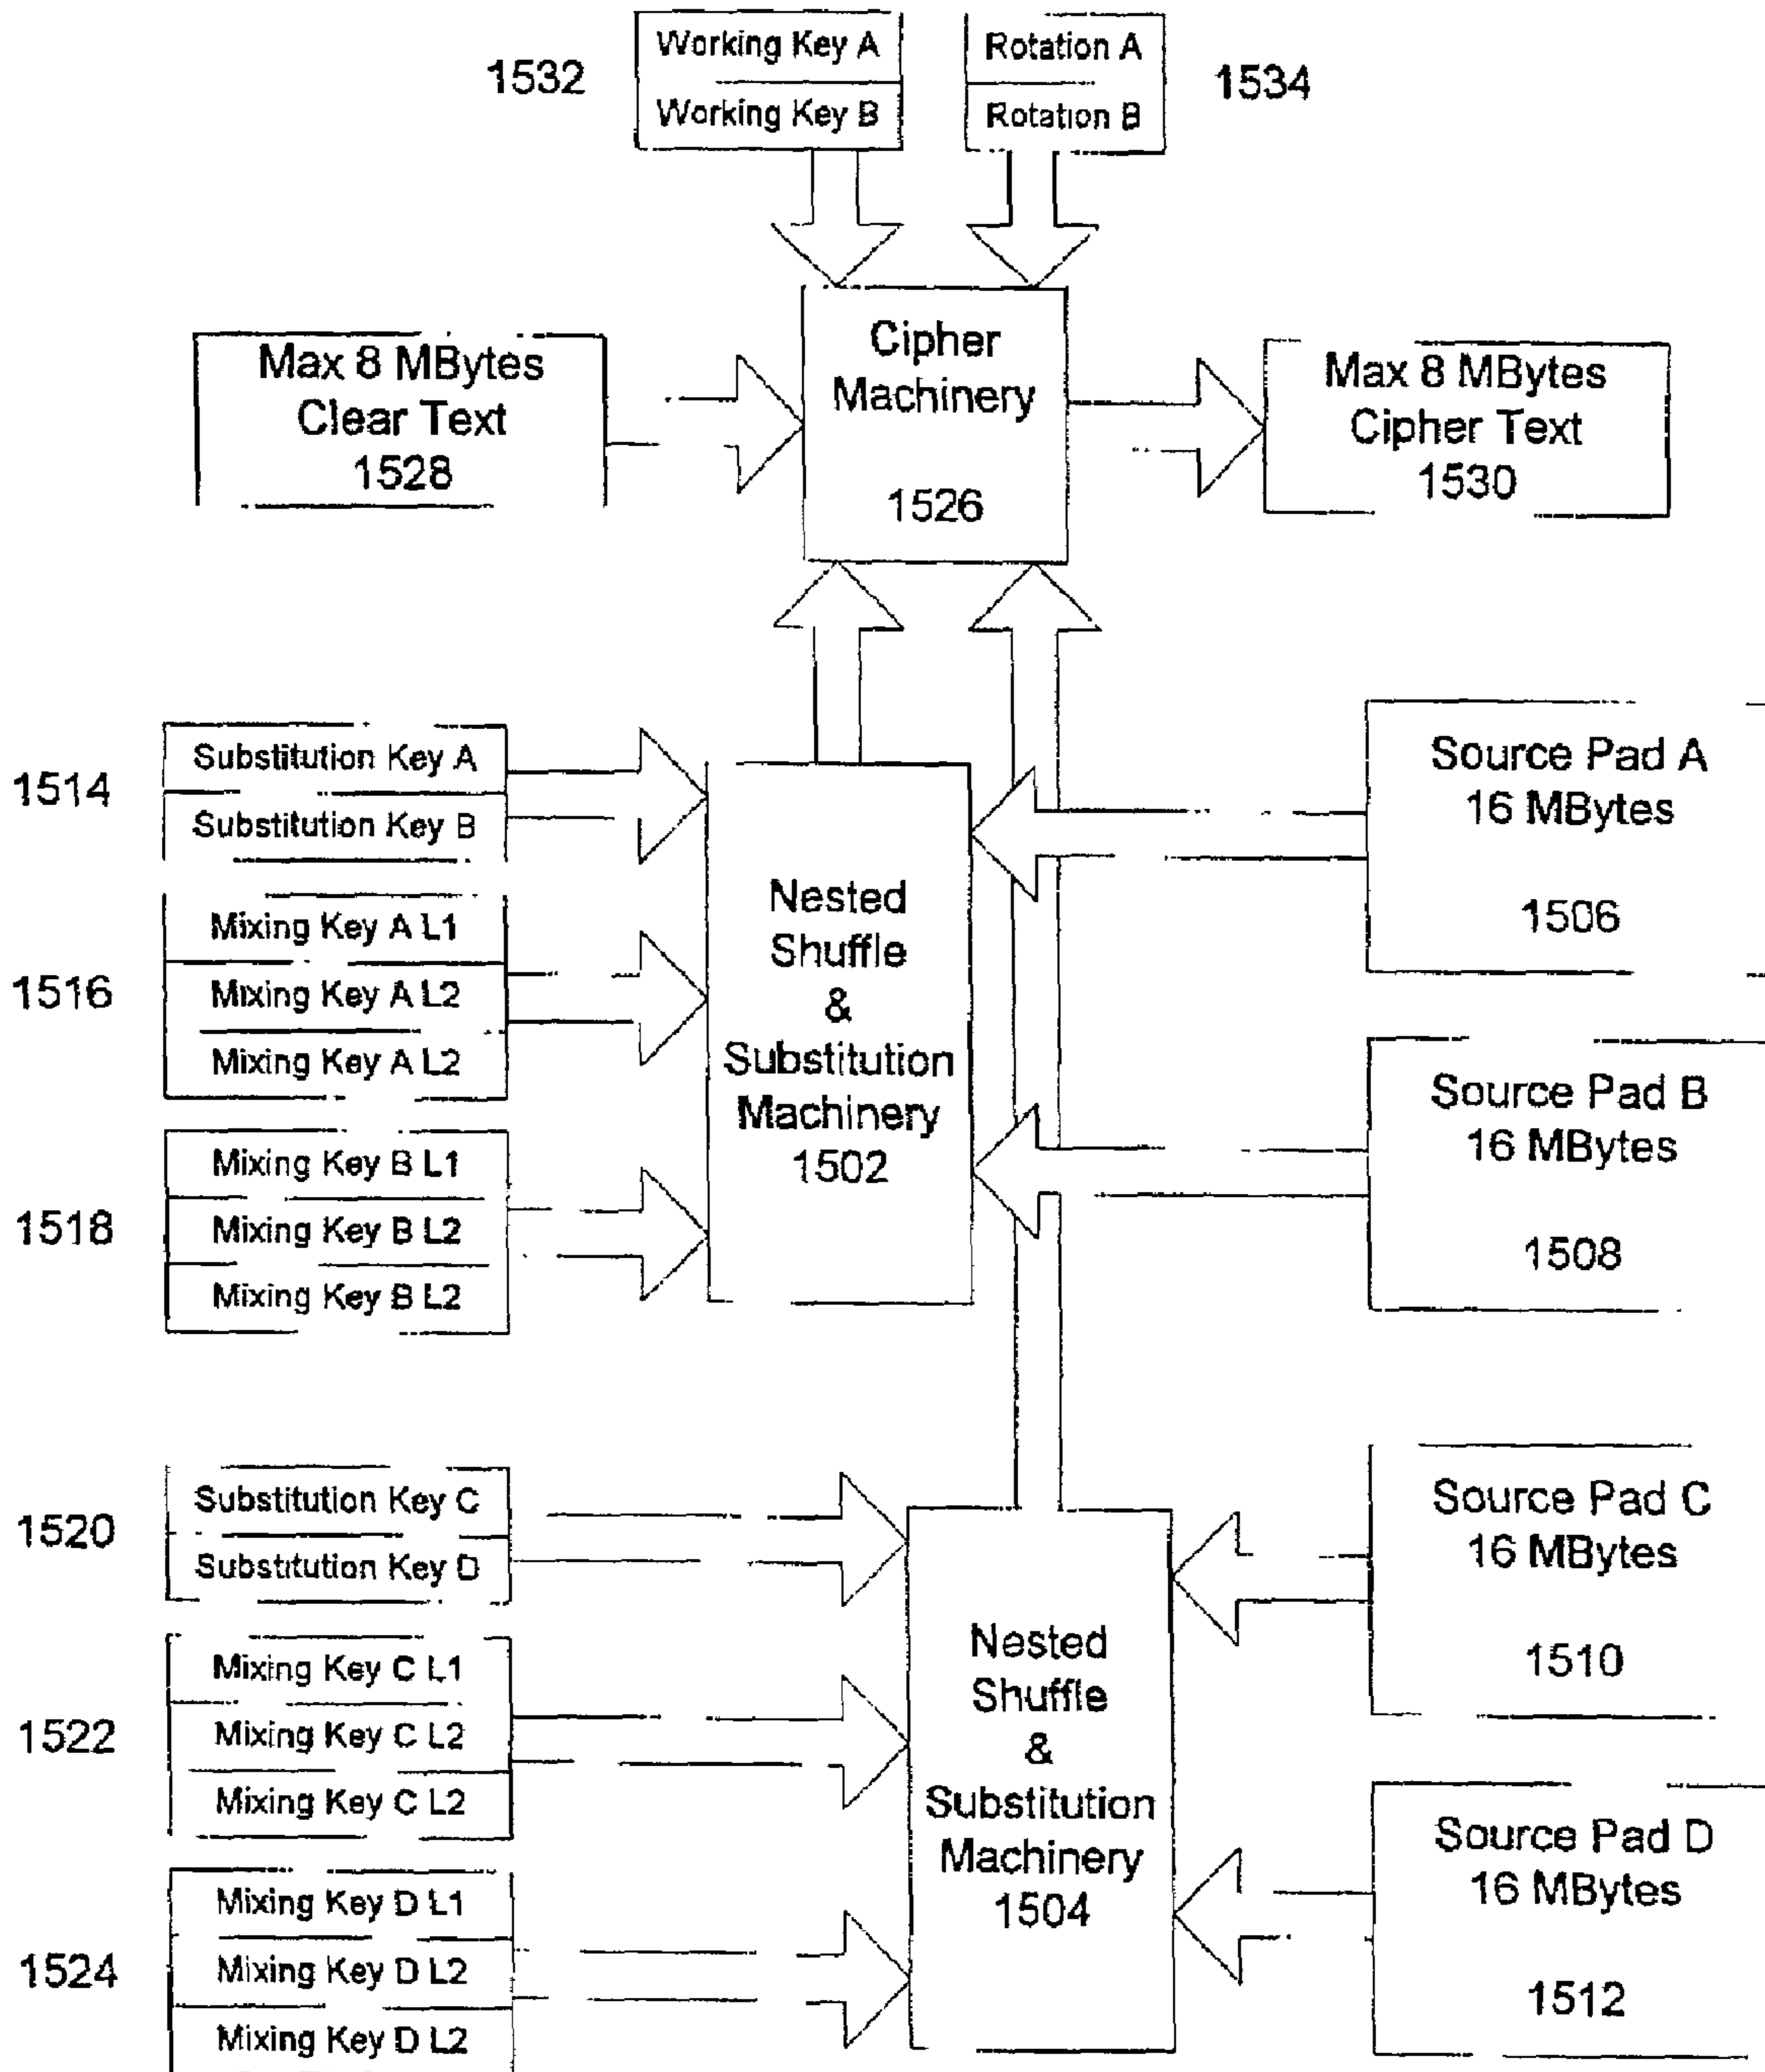 1532
Working Key A
Working Key B
Rotation A
Rotation B
1534
Max 8 MBytes
Clear Text
1528
Cipher
Machinery
1526
Max 8 MBytes
Cipher Text
1530
1514
Substitution Key A
Substitution Key B
1516
Mixing Key A L1
Mixing Key A L2
Mixing Key A L2
1518
Mixing Key B L1
Mixing Key B L2
Mixing Key B L2
Nested
Shuffle
&
Substitution
Machinery
1502
Source Pad A
16 MBytes
1506
Source Pad B
16 MBytes
1508
1520
Substitution Key C
Substitution Key D
1522
Mixing Key C L1
Mixing Key C L2
Mixing Key C L2
1524
Mixing Key D L1
Mixing Key D L2
Mixing Key D L2
Nested
Shuffle
&
Substitution
Machinery
1504
Source Pad C
16 MBytes
1510
Source Pad D
16 MBytes
1512